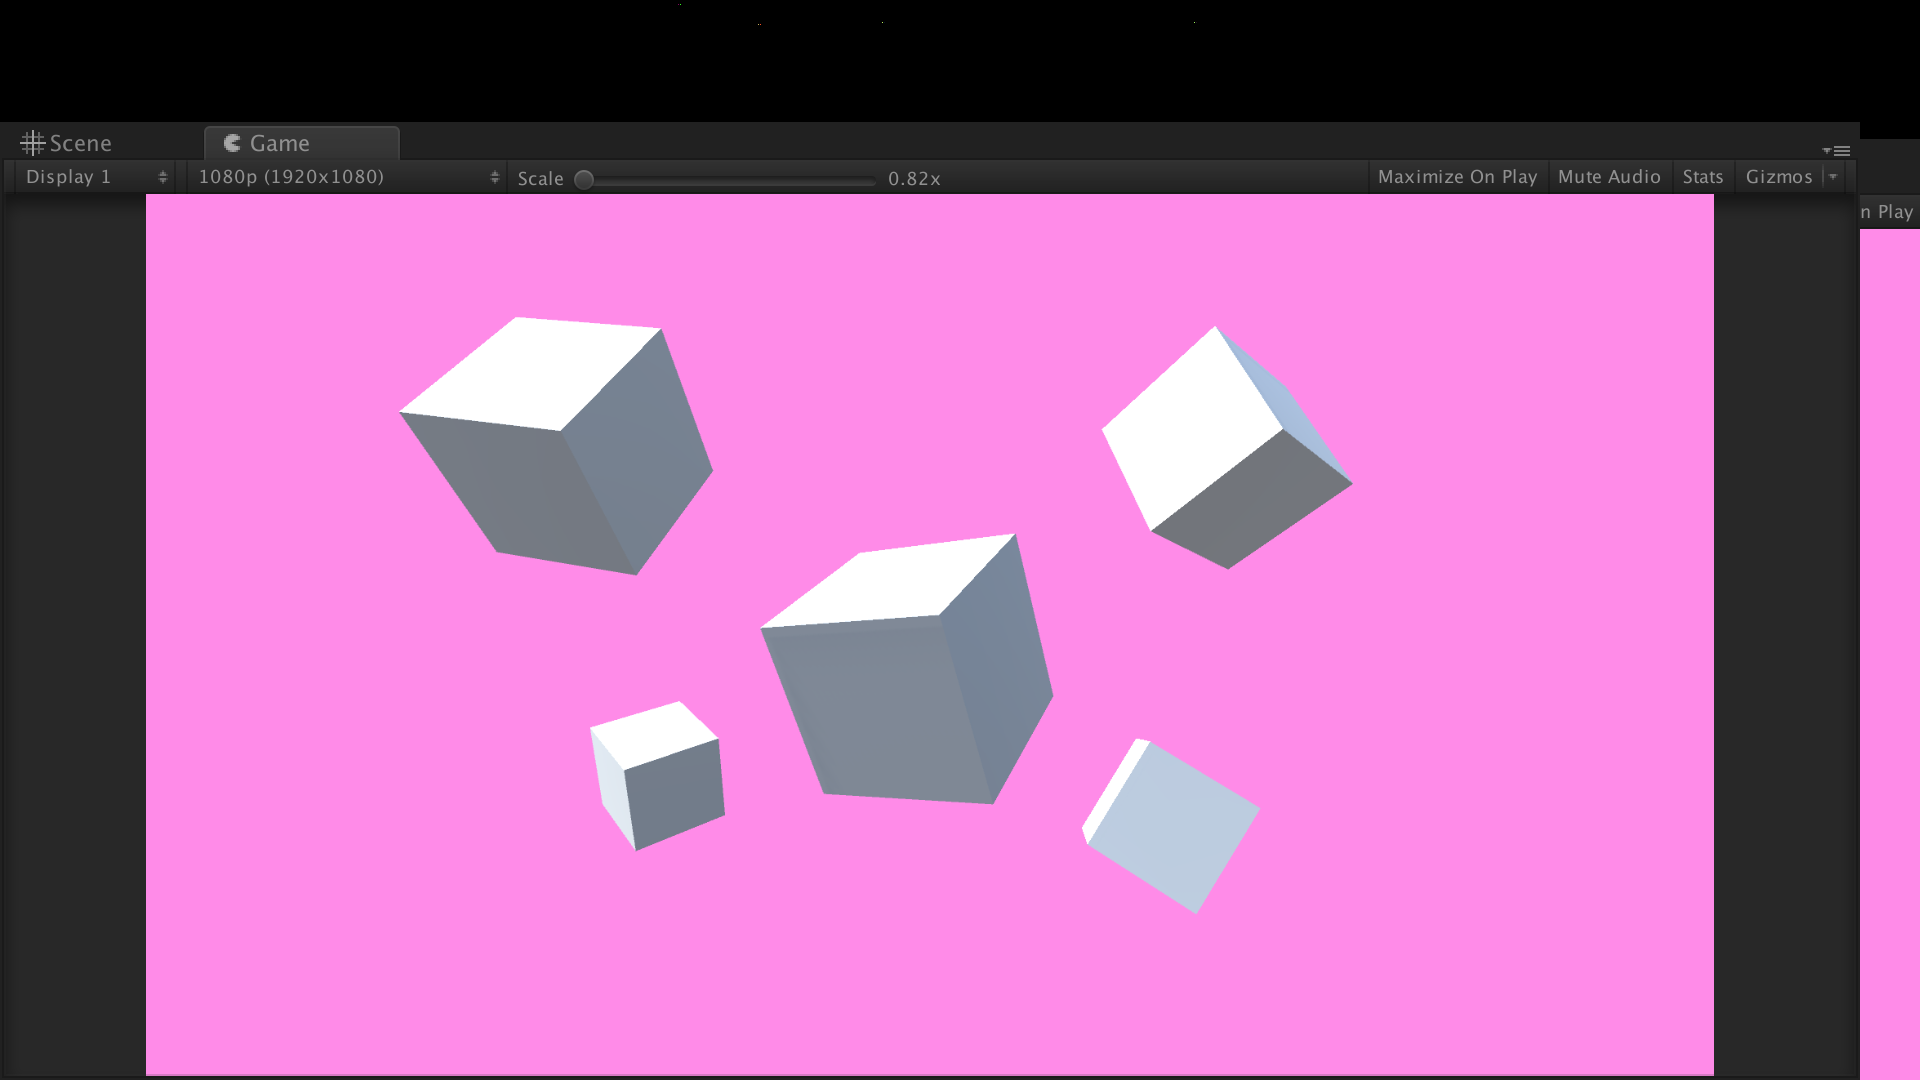 Scene
Game
Display 1
1080p (1920x1080)
Scale
0.82x
Maximize On Play
Mute Audio
Stats
Gizmos
n Play